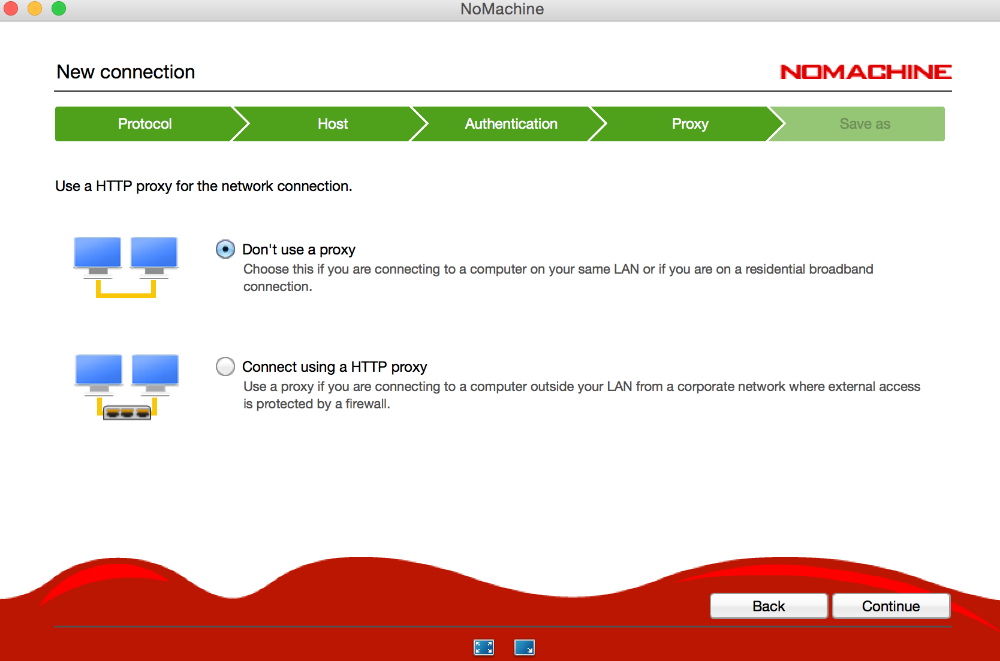 NoMachine
New connection
NOMACHINE
Protocol
Host
Authentication
Proxy
Save as
Use a HTTP proxy for the network connection.
Don't use a proxy
Choose this if you are connecting to a computer on your same LAN or if you are on a residential broadband
connection.
Connect using a HTTP proxy
Use a proxy if you are connecting to a computer outside your LAN from a corporate network where external access
is protected by a firewall.
Back
Continue